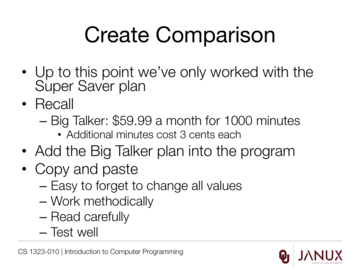 Create Comparison
• Up to this point we've only worked with the
Super Saver plan
• Recall
– Big Talker: $59.99 a month for 1000 minutes
• Additional minutes cost 3 cents each
• Add the Big Talker plan into the program
• Copy and paste
– Easy to forget to change all values
– Work methodically
– Read carefully
– Test well
CS 1323-010 | Introduction to Computer Programming
JANUX